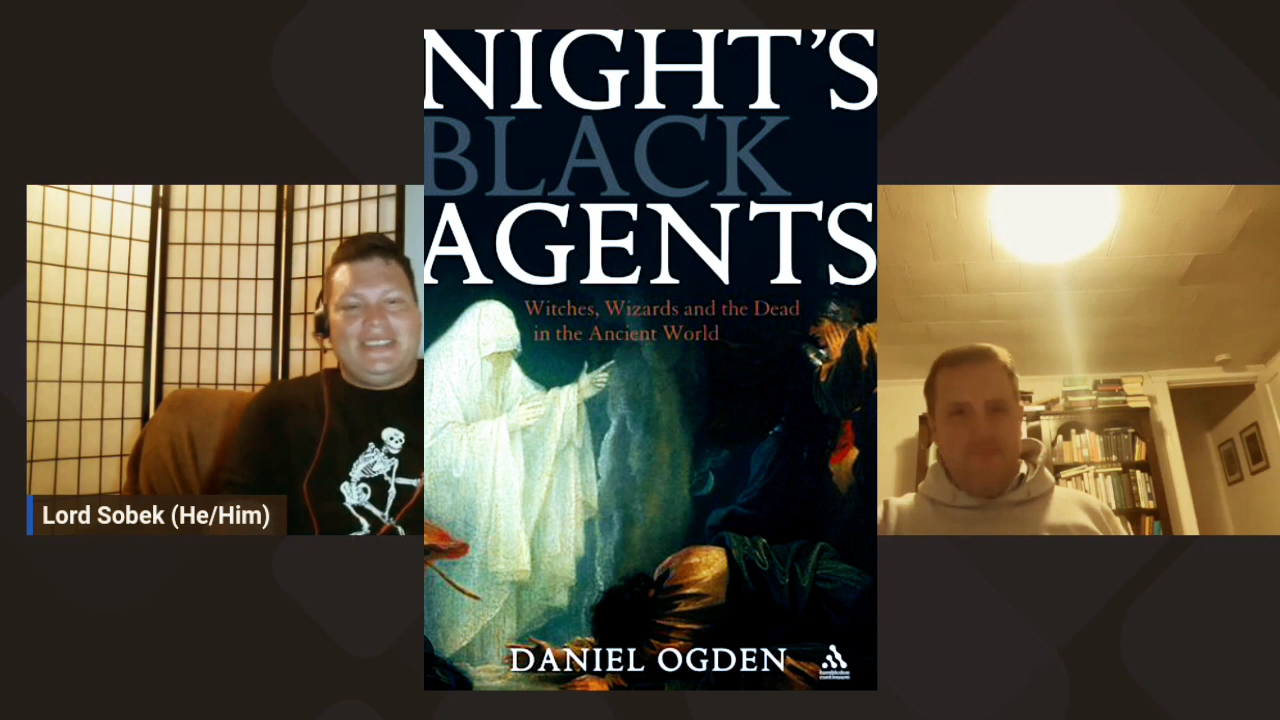 NIGHT'S
BLACK
AGENTS
Witches, Wizards and the Dead
in the Ancient World
Lord Sobek (He/Him)
DANIEL OGDEN